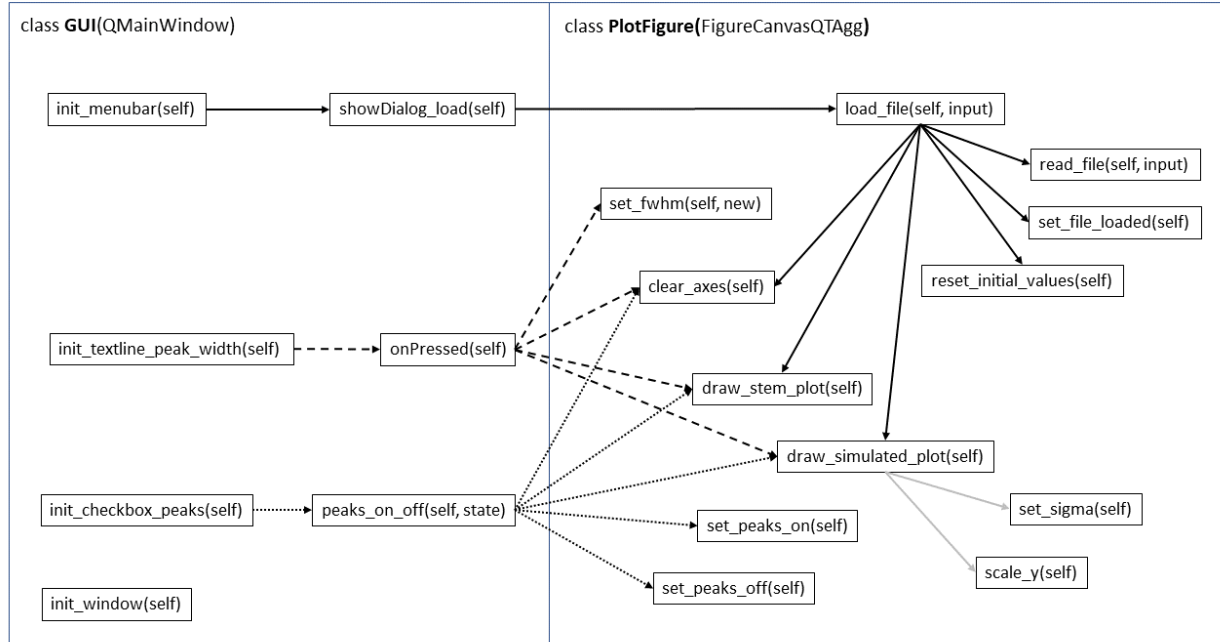 class GUI(QMainWindow)
class PlotFigure(FigureCanvasQTAgg)
init_menubar(self)
showDialog_load(self)
load_file(self, input)
read_file(self, input)
set_fwhm(self, new)
set_file_loaded(self)
clear_axes(self)
reset_initial_values(self)
init_textline_peak_width(self)
onPressed(self)
draw_stem_plot(self)
draw_simulated_plot(self)
init_checkbox_peaks(self)
peaks_on_off(self, state)
set_sigma(self)
set_peaks_on(self)
scale_y(self)
set_peaks_off(self)
init_window(self)